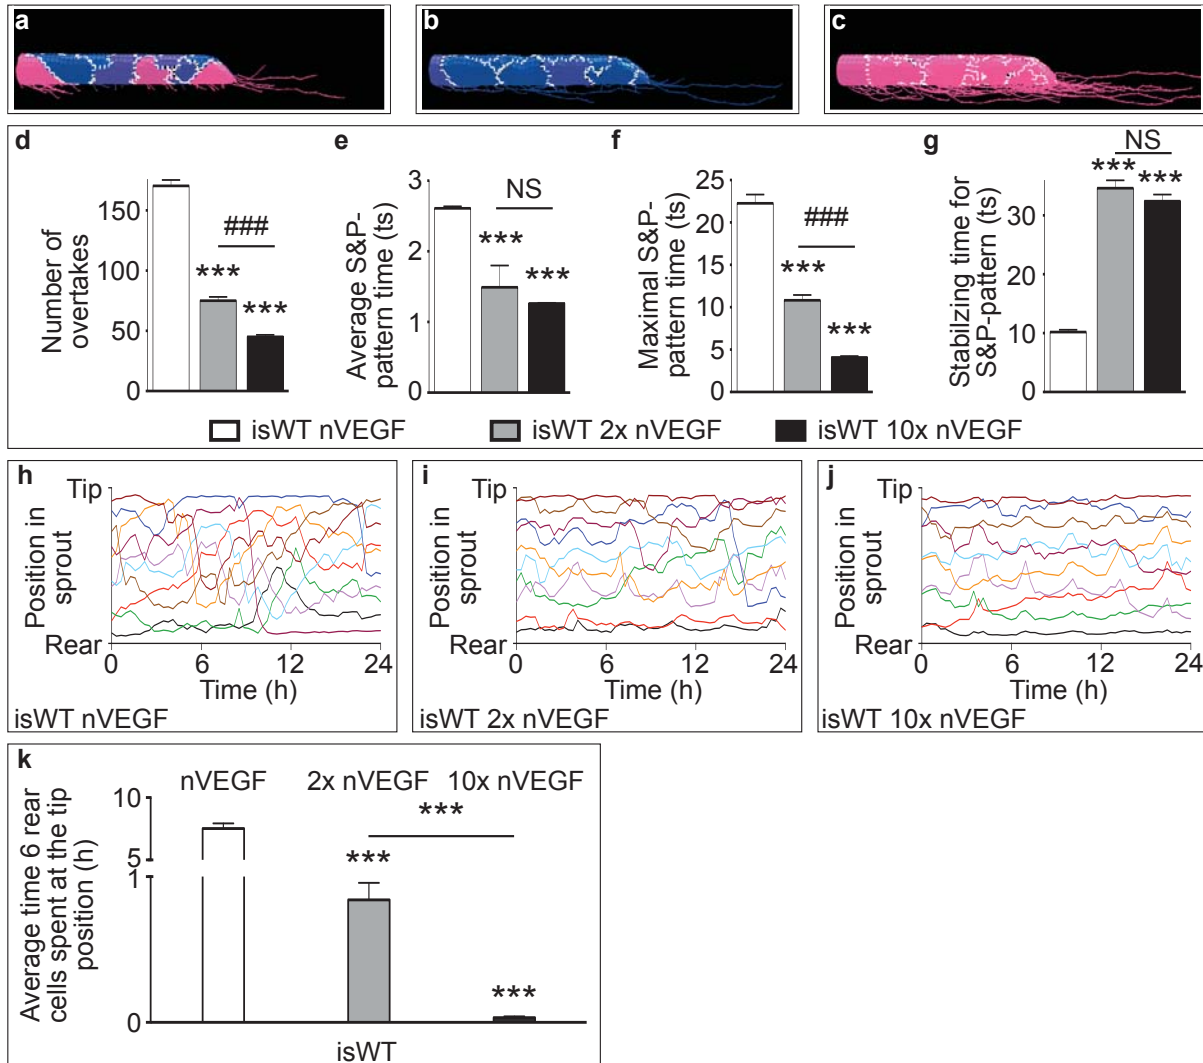 a
b
c
d
e
f
g
Number of
overtakes
150
100
50
0
***
***
###
Average S&P-
pattern time (ts)
3
2
1
0
NS
***
***
Maximal S&P-
pattern time (ts)
25
20
15
10
5
0
###
***
***
Stabilzing time for
S&P-pattern (ts)
30
20
10
0
NS
***
***
isWT nVEGF
isWT 2x nVEGF
isWT 10x nVEGF
h
Tip
Position in
sprout
Rear
0 6 12 24
Time (h)
isWT nVEGF
i
Tip
Position in
sprout
Rear
0 6 12 24
Time (h)
isWT 2x nVEGF
j
Tip
Position in
sprout
Rear
0 6 12 24
Time (h)
isWT 10x nVEGF
k
nVEGF 2x nVEGF 10x nVEGF
Average time 6 rear
cells spent at the tip
position (h)
10
5
1
0
***
***
***
isWT